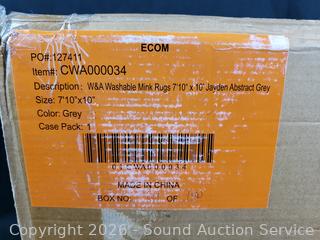 ECOM
PO#:127411
Item#: CWA000034
Description: W&A Washable Mink Rugs 7'10" x 10' Jayden Abstract Grey
Size: 7'10"x10"
Color: Grey
Case Pack: 1
CWA000034
MADE IN CHINA
BOX NO: OF
Copyright 2026 - Sound Auction Service